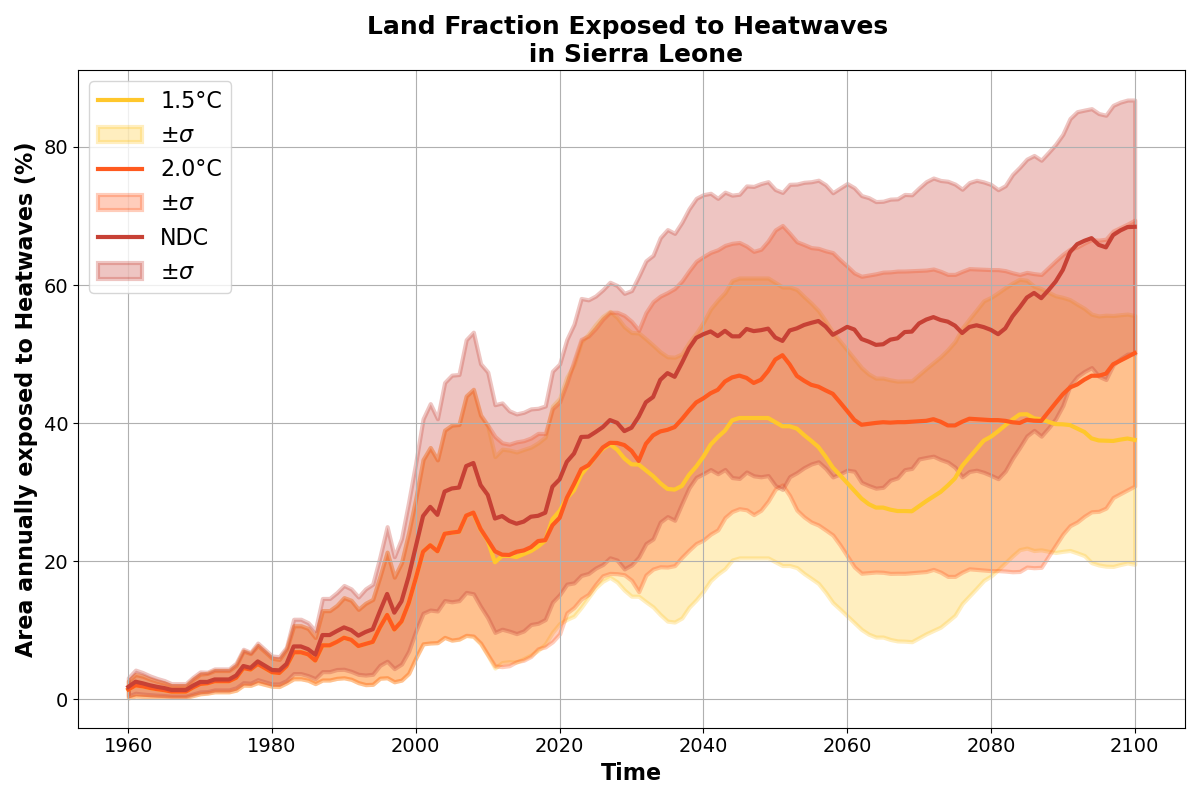 Land Fraction Exposed to Heatwaves
in Sierra Leone
Area annually exposed to Heatwaves (%)
80
60
40
20
0
1.5°C
±σ
2.0°C
±σ
NDC
±σ
1960
1980
2000
2020
2040
2060
2080
2100
Time